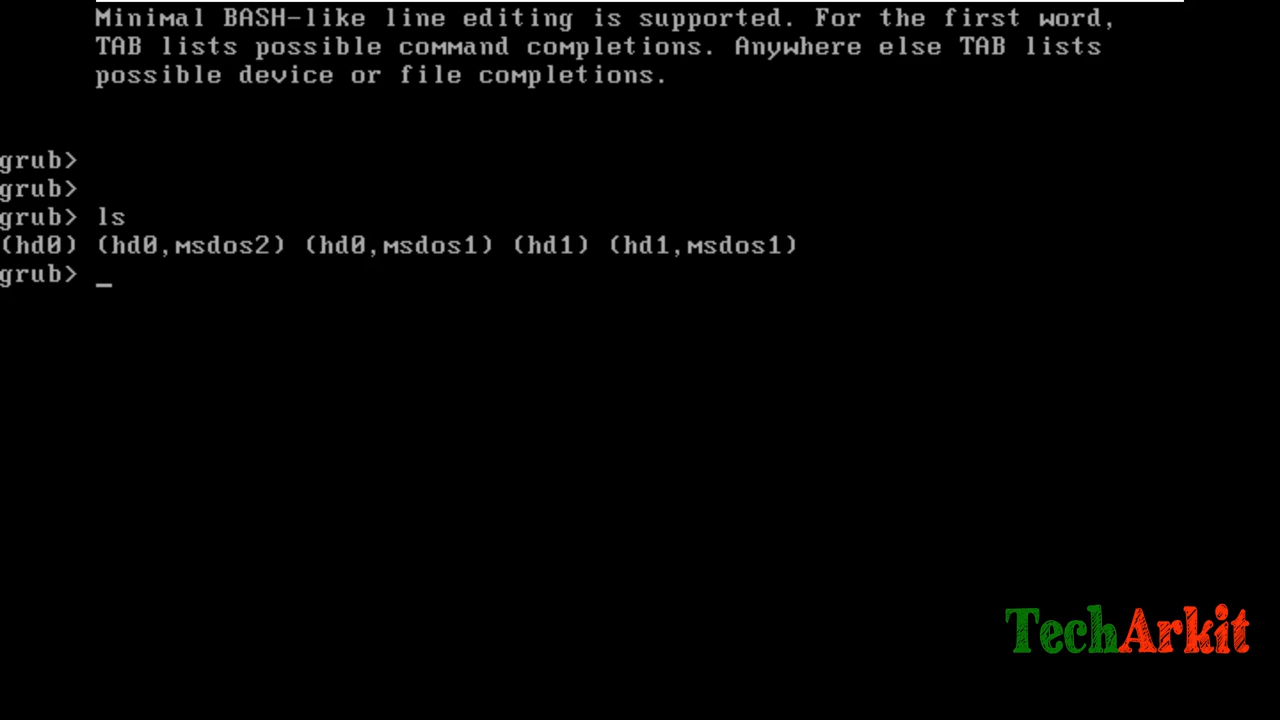 Minimal BASH-like line editing is supported. For the first word,
TAB lists possible command completions. Anywhere else TAB lists
possible device or file completions.
grub>
grub>
grub> ls
(hd0) (hd0,msdos2) (hd0,msdos1) (hd1) (hd1,msdos1)
grub> _
TechArkit